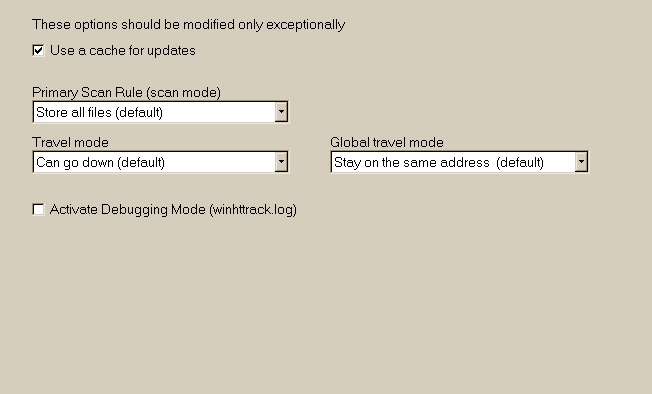 These options should be modified only exceptionally
Use a cache for updates
Primary Scan Rule (scan mode)
Store all files (default)
Travel mode
Global travel mode
Can go down (default)
Stay on the same address (default)
Activate Debugging Mode (winhttrack.log)